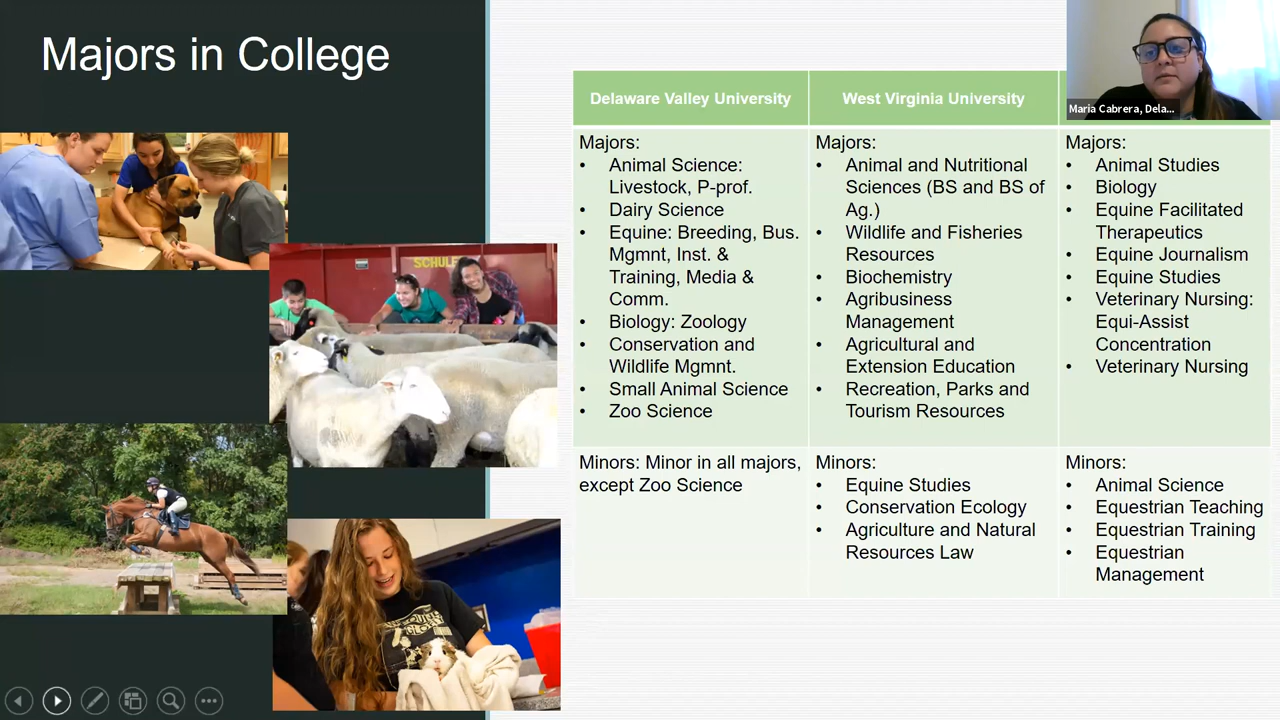 Majors in College
Delaware Valley University
West Virginia University
Maria Cabrera, Dela...
Majors:
• Animal Science:
Livestock, P-prof.
• Dairy Science
• Equine: Breeding, Bus.
Mgmnt, Inst. &
Training, Media &
Comm.
• Biology: Zoology
• Conservation and
Wildlife Mgmnt.
• Small Animal Science
• Zoo Science
Majors:
• Animal and Nutritional
Sciences (BS and BS of
Ag.)
• Wildlife and Fisheries
Resources
• Biochemistry
• Agribusiness
Management
• Agricultural and
Extension Education
• Recreation, Parks and
Tourism Resources
Majors:
• Animal Studies
• Biology
• Equine Facilitated
Therapeutics
• Equine Journalism
• Equine Studies
• Veterinary Nursing:
Equi-Assist
Concentration
• Veterinary Nursing
Minors: Minor in all majors,
except Zoo Science
Minors:
• Equine Studies
• Conservation Ecology
• Agriculture and Natural
Resources Law
Minors:
• Animal Science
• Equestrian Teaching
• Equestrian Training
• Equestrian
Management